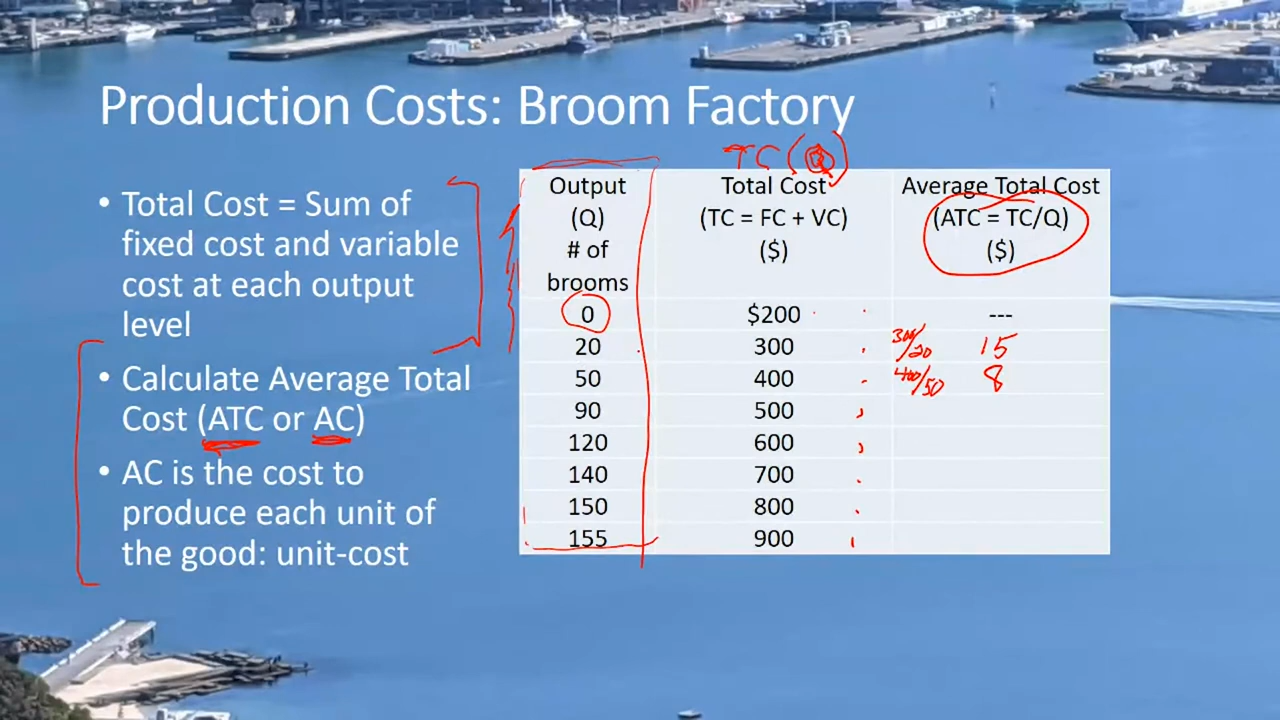 Production Costs: Broom Factory
• Total Cost = Sum of
fixed cost and variable
cost at each output
level
• Calculate Average Total
Cost (ATC or AC)
• AC is the cost to
produce each unit of
the good: unit-cost
TC (Q)
Output Total Cost Average Total Cost
(Q) (TC = FC + VC) (ATC = TC/Q)
# of ($) ($)
brooms
0 $200 ---
20 300 300/20 15
50 400 400/50 8
90 500
120 600
140 700
150 800
155 900